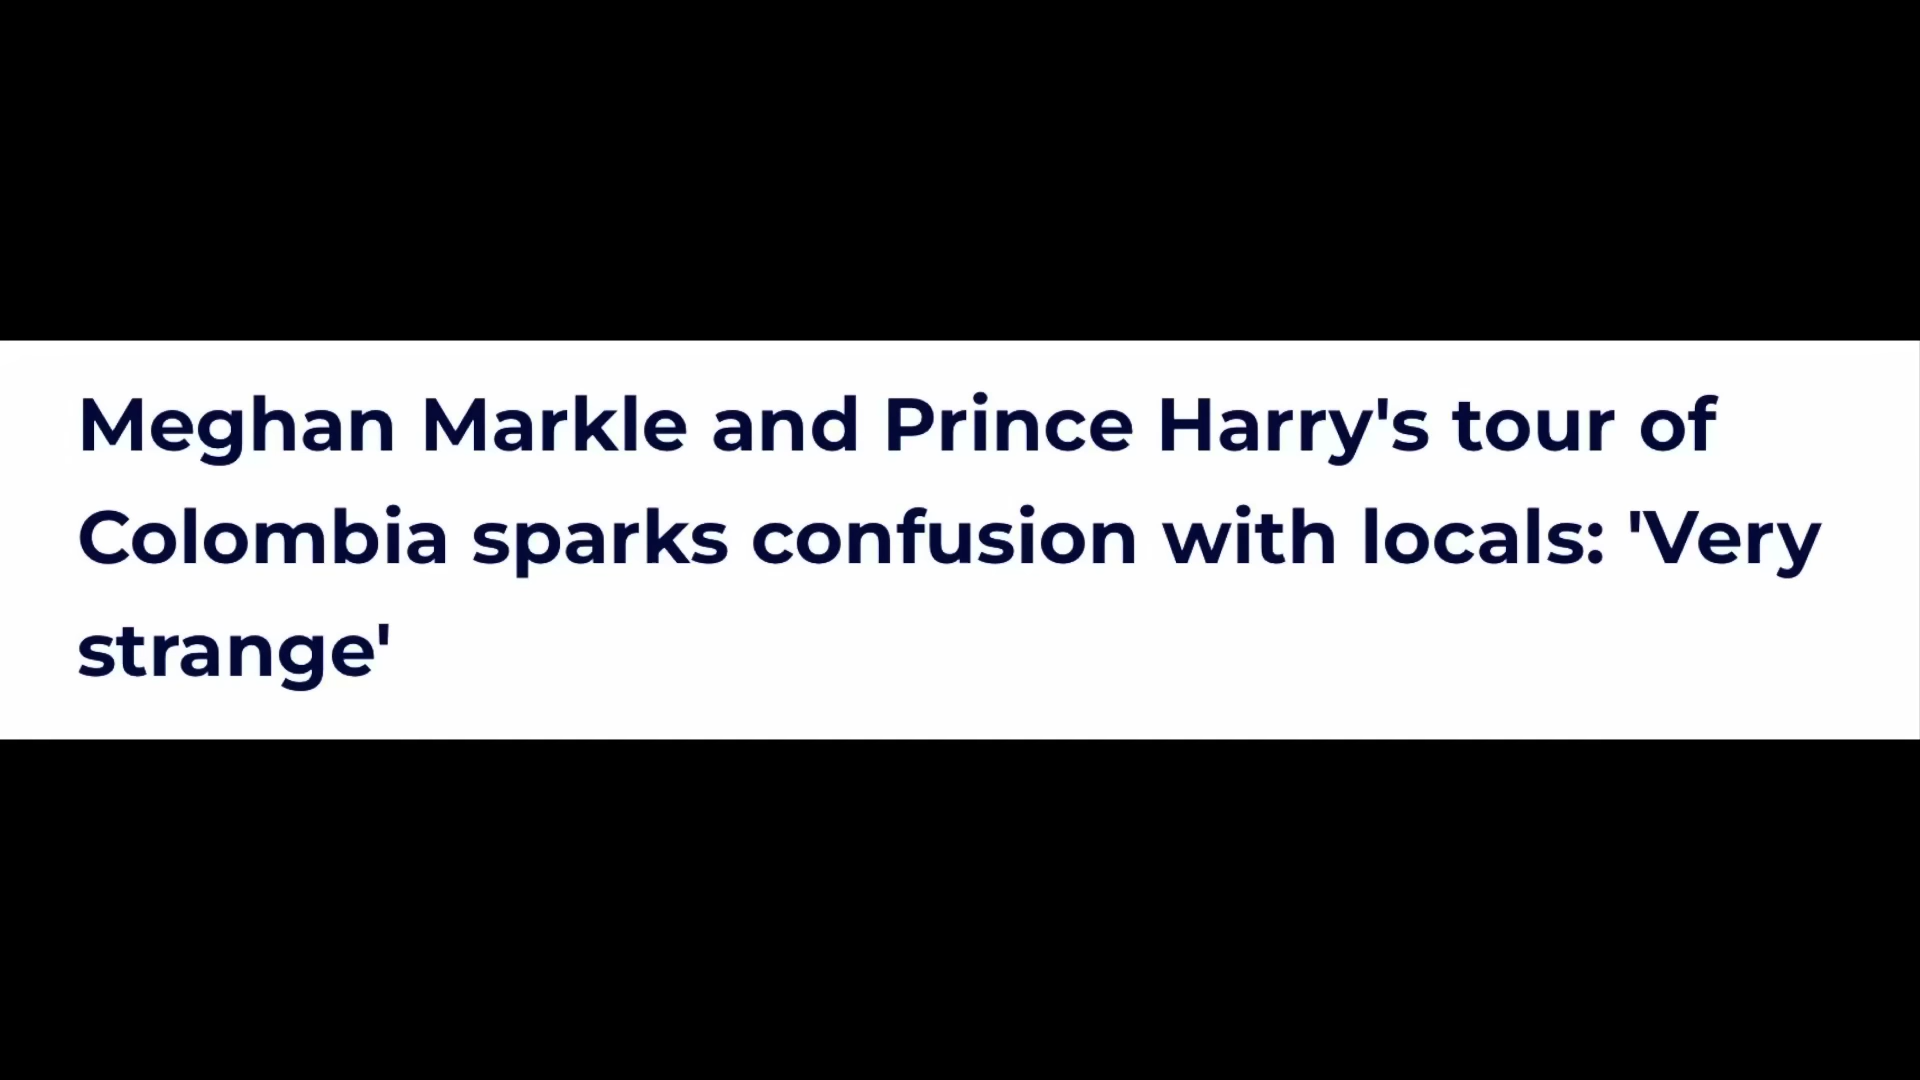 Meghan Markle and Prince Harry's tour of
Colombia sparks confusion with locals: 'Very
strange'